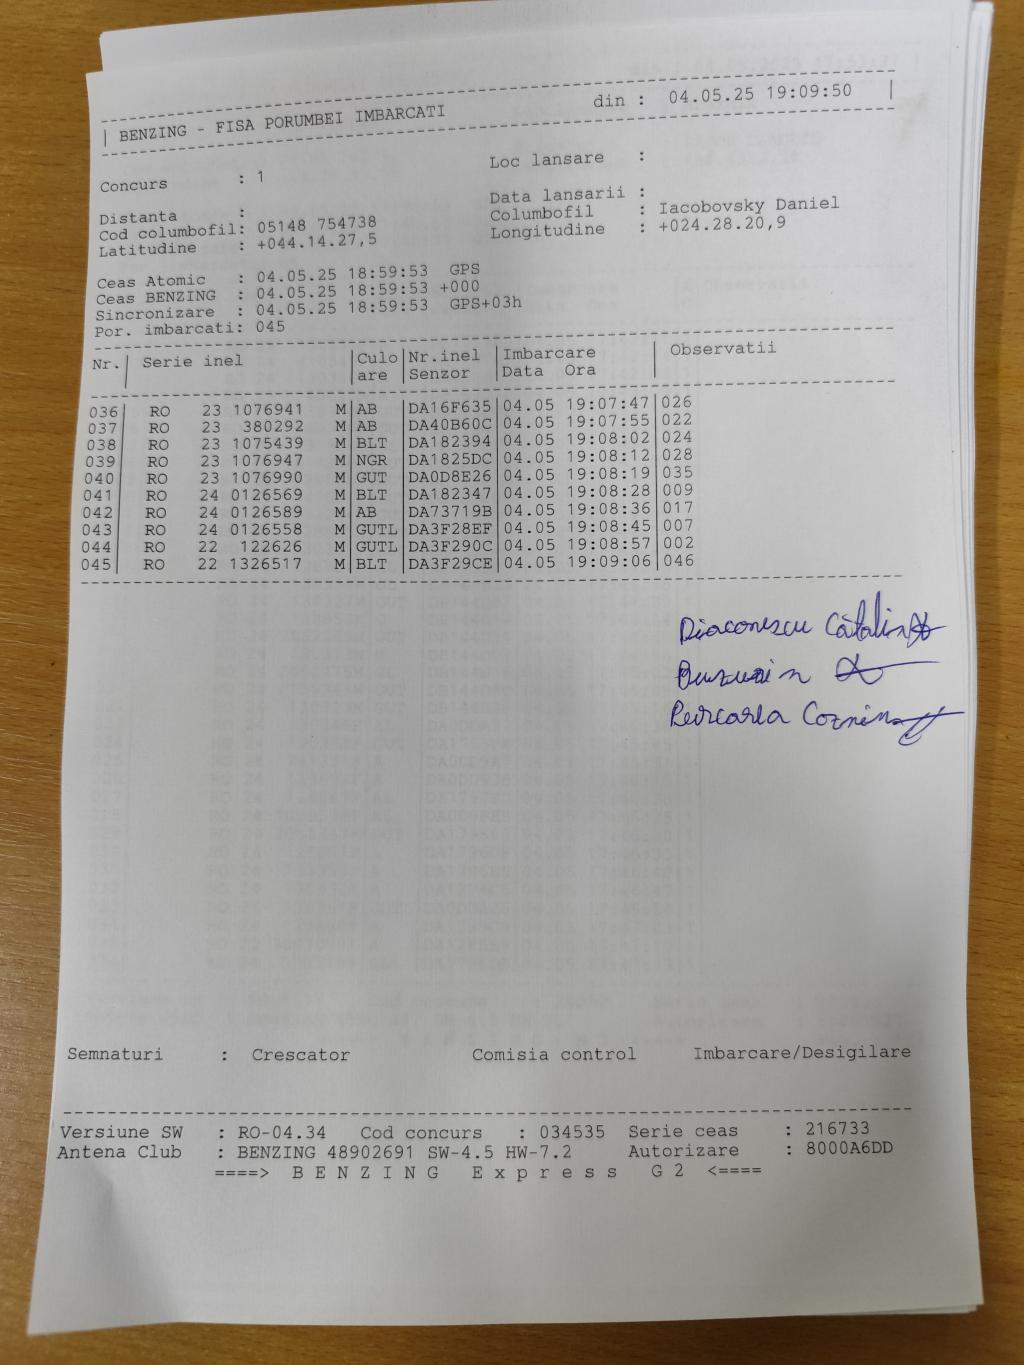 | BENZING - FISA PORUMBEI IMBARCATI din : 04.05.25 19:09:50 |
Loc lansare :
Concurs : 1
Data lansarii :
Distanta :
Columbofil : Iacobovsky Daniel
Cod columbofil: 05148 754738
Longitudine : +024.28.20,9
Latitudine : +044.14.27,5
Ceas Atomic : 04.05.25 18:59:53 GPS
Ceas BENZING : 04.05.25 18:59:53 +000
Sincronizare : 04.05.25 18:59:53 GPS+03h
Por. imbarcati: 045
Nr.| Serie inel |Culo|Nr.inel |Imbarcare | Observatii
| |are |Senzor |Data Ora |
036| RO 23 1076941 M|AB |DA16F635|04.05 19:07:47|026
037| RO 23 380292 M|AB |DA40B60C|04.05 19:07:55|022
038| RO 23 1075439 M|BLT |DA182394|04.05 19:08:02|024
039| RO 23 1076947 M|NGR |DA1825DC|04.05 19:08:12|028
040| RO 23 1076990 M|GUT |DA0D8E26|04.05 19:08:19|035
041| RO 24 0126569 M|BLT |DA182347|04.05 19:08:28|009
042| RO 24 0126589 M|AB |DA73719B|04.05 19:08:36|017
043| RO 24 0126558 M|GUTL|DA3F28EF|04.05 19:08:45|007
044| RO 22 122626 M|GUTL|DA3F290C|04.05 19:08:57|002
045| RO 22 1326517 M|BLT |DA3F29CE|04.05 19:09:06|046
Diaconescu Cătălin
Semnaturi : Crescator Comisia control Imbarcare/Desigilare
Versiune SW : RO-04.34 Cod concurs : 034535 Serie ceas : 216733
Antena Club : BENZING 48902691 SW-4.5 HW-7.2 Autorizare : 8000A6DD
====> B E N Z I N G E x p r e s s G 2 <====